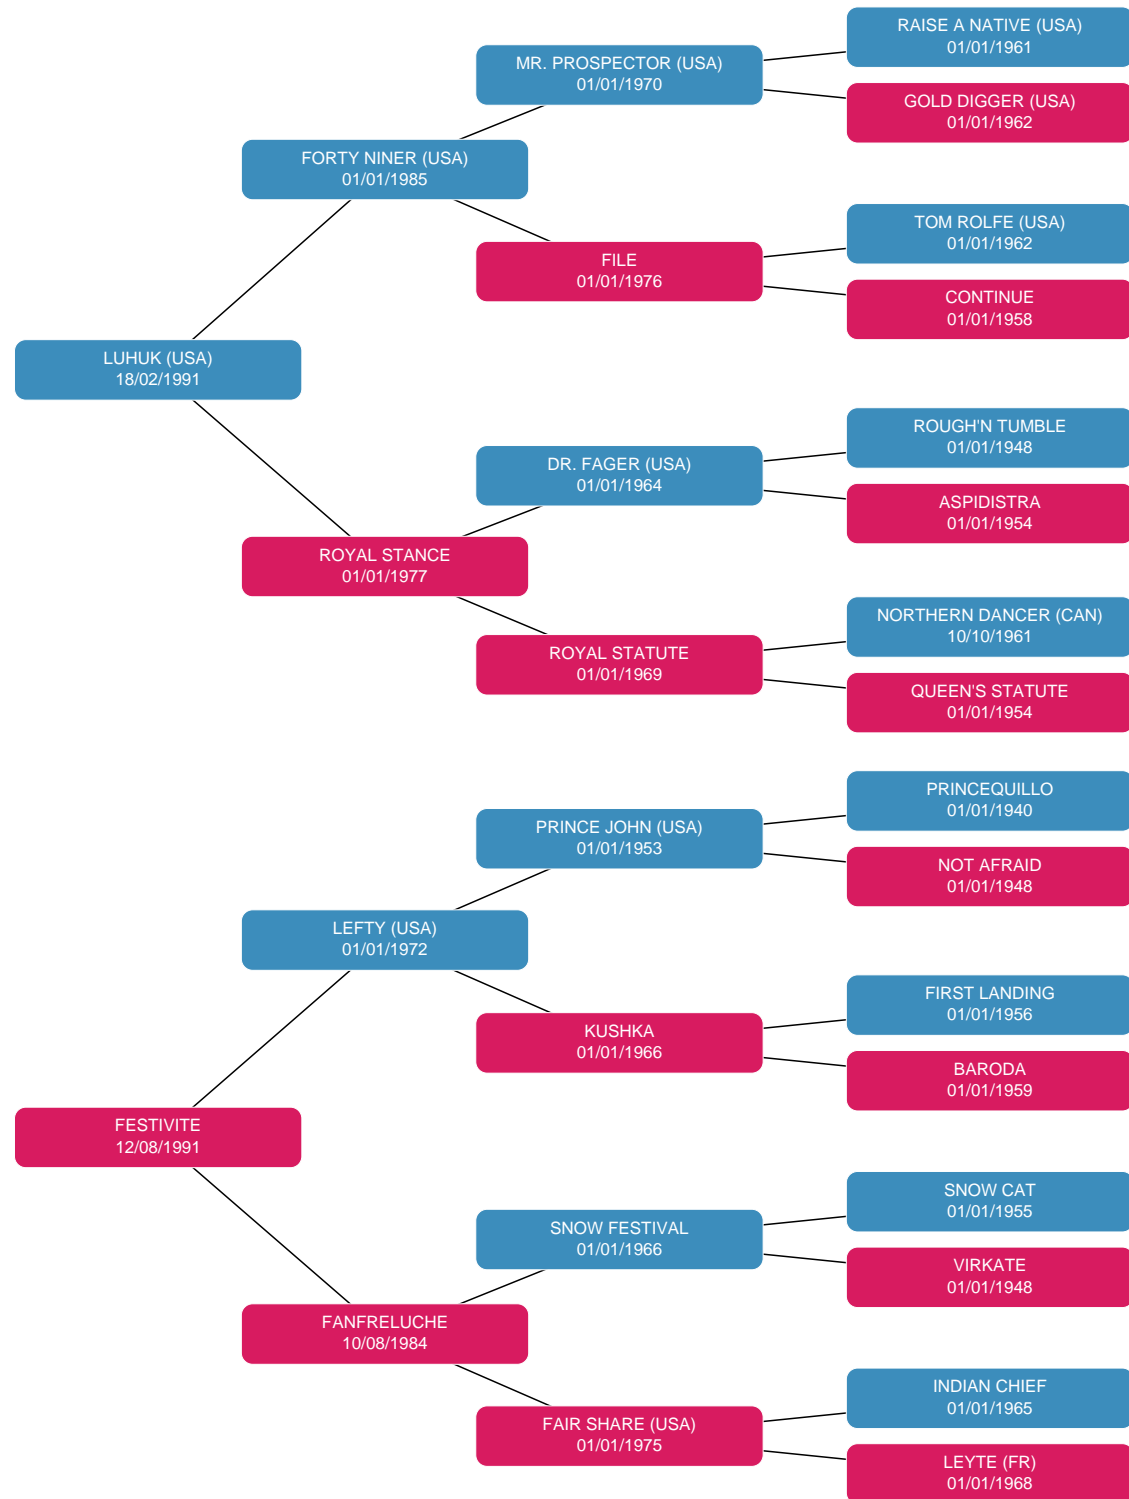 RAISE A NATIVE (USA)
01/01/1961
MR. PROSPECTOR (USA)
01/01/1970
GOLD DIGGER (USA)
01/01/1962
FORTY NINER (USA)
01/01/1985
TOM ROLFE (USA)
01/01/1962
FILE
01/01/1976
CONTINUE
01/01/1958
LUHUK (USA)
18/02/1991
ROUGH'N TUMBLE
01/01/1948
DR. FAGER (USA)
01/01/1964
ASPIDISTRA
01/01/1954
ROYAL STANCE
01/01/1977
NORTHERN DANCER (CAN)
10/10/1961
ROYAL STATUTE
01/01/1969
QUEEN'S STATUTE
01/01/1954
PRINCEQUILLO
01/01/1940
PRINCE JOHN (USA)
01/01/1953
NOT AFRAID
01/01/1948
LEFTY (USA)
01/01/1972
FIRST LANDING
01/01/1956
KUSHKA
01/01/1966
BARODA
01/01/1959
FESTIVITE
12/08/1991
SNOW CAT
01/01/1955
SNOW FESTIVAL
01/01/1966
VIRKATE
01/01/1948
FANFRELUCHE
10/08/1984
INDIAN CHIEF
01/01/1965
FAIR SHARE (USA)
01/01/1975
LEYTE (FR)
01/01/1968